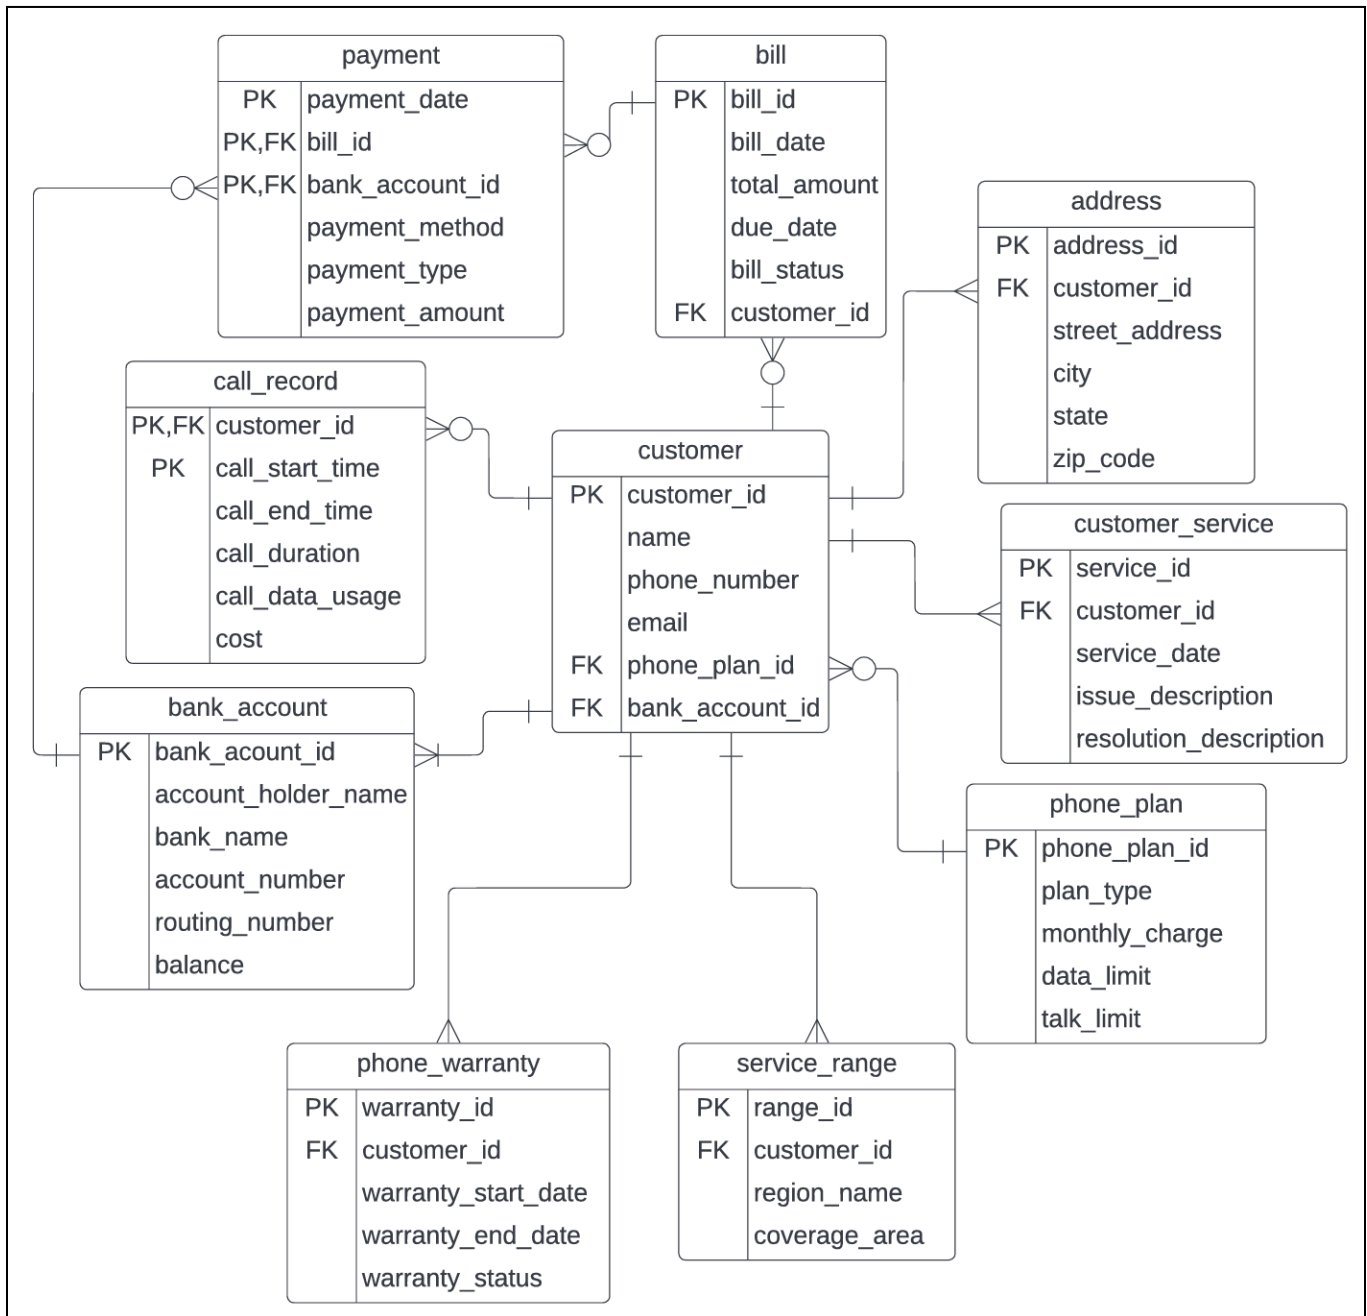 payment
PK payment_date
PK,FK bill_id
PK,FK bank_account_id
payment_method
payment_type
payment_amount
bill
PK bill_id
bill_date
total_amount
due_date
bill_status
FK customer_id
address
PK address_id
FK customer_id
street_address
city
state
zip_code
call_record
PK,FK customer_id
PK call_start_time
call_end_time
call_duration
call_data_usage
cost
customer
PK customer_id
name
phone_number
email
FK phone_plan_id
FK bank_account_id
customer_service
PK service_id
FK customer_id
service_date
issue_description
resolution_description
bank_account
PK bank_acount_id
account_holder_name
bank_name
account_number
routing_number
balance
phone_plan
PK phone_plan_id
plan_type
monthly_charge
data_limit
talk_limit
phone_warranty
PK warranty_id
FK customer_id
warranty_start_date
warranty_end_date
warranty_status
service_range
PK range_id
FK customer_id
region_name
coverage_area